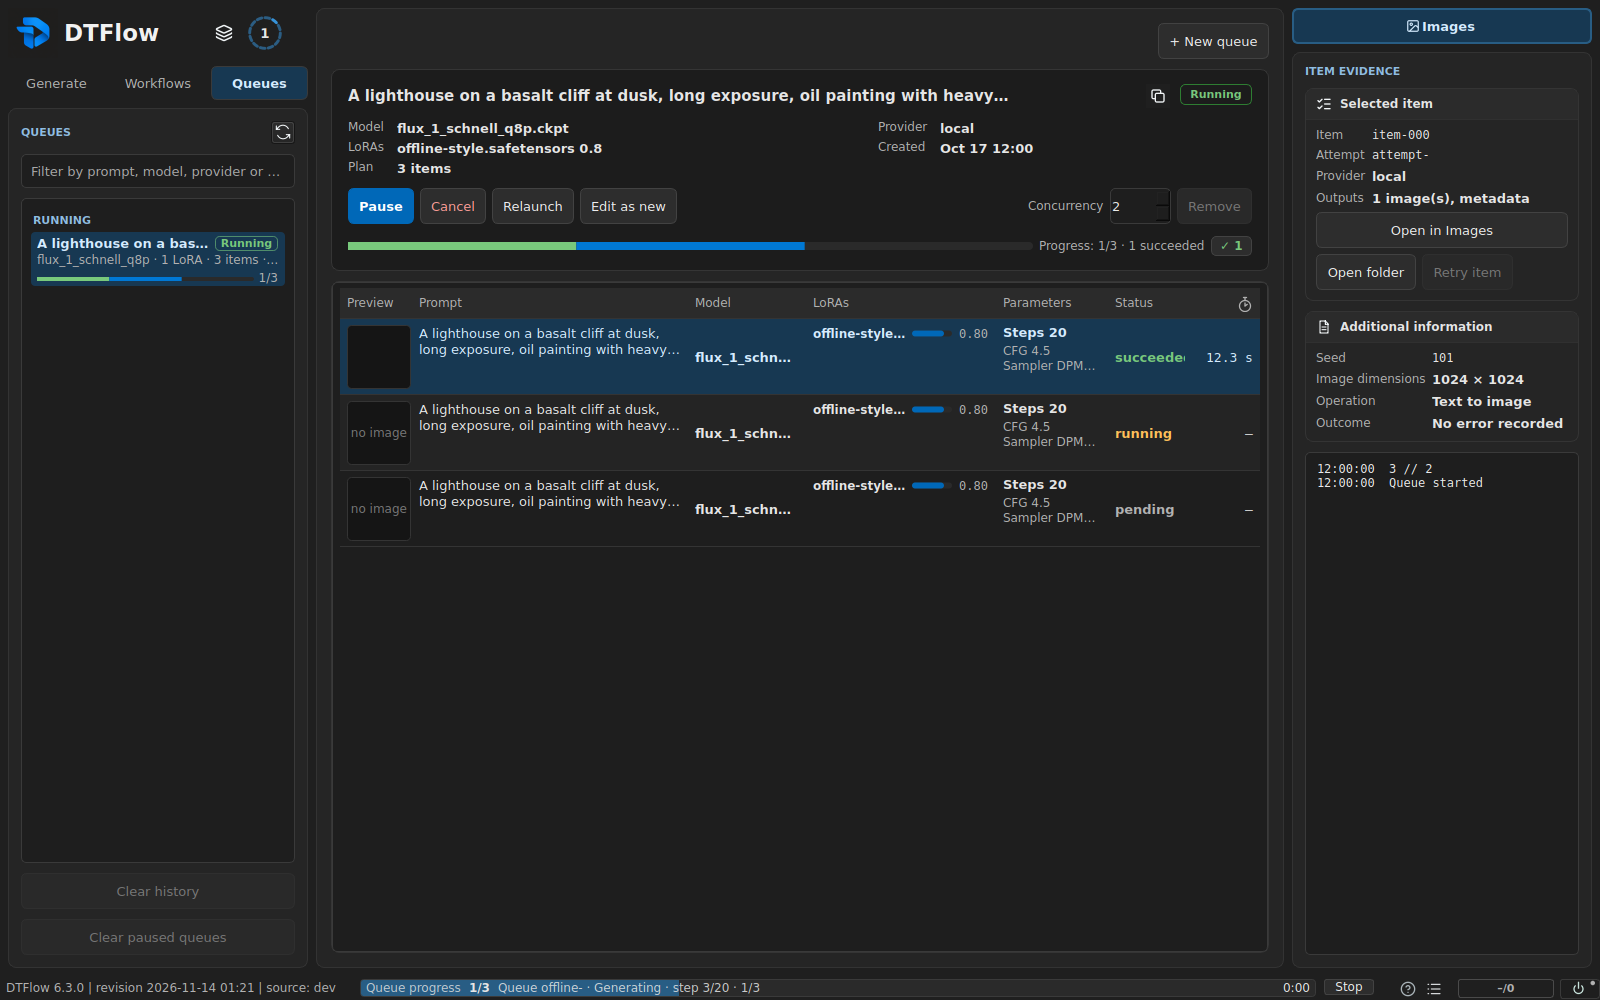 DTFlow
1
Generate
Workflows
Queues
QUEUES
Filter by prompt, model, provider or ...
RUNNING
A lighthouse on a bas...
Running
flux_1_schnell_q8p · 1 LoRA · 3 items ·...
1/3
Clear history
Clear paused queues
+ New queue
A lighthouse on a basalt cliff at dusk, long exposure, oil painting with heavy...
Running
Model flux_1_schnell_q8p.ckpt
Provider local
LoRAs offline-style.safetensors 0.8
Created Oct 17 12:00
Plan 3 items
Pause
Cancel
Relaunch
Edit as new
Concurrency 2
Remove
Progress: 1/3 · 1 succeeded
✓ 1
Preview Prompt Model LoRAs Parameters Status
A lighthouse on a basalt cliff at dusk,
long exposure, oil painting with heavy...
flux_1_schn...
offline-style... 0.80
Steps 20
CFG 4.5
Sampler DPM...
succeeded
12.3 s
no image
A lighthouse on a basalt cliff at dusk,
long exposure, oil painting with heavy...
flux_1_schn...
offline-style... 0.80
Steps 20
CFG 4.5
Sampler DPM...
running
–
no image
A lighthouse on a basalt cliff at dusk,
long exposure, oil painting with heavy...
flux_1_schn...
offline-style... 0.80
Steps 20
CFG 4.5
Sampler DPM...
pending
–
Images
ITEM EVIDENCE
Selected item
Item item-000
Attempt attempt-
Provider local
Outputs 1 image(s), metadata
Open in Images
Open folder
Retry item
Additional information
Seed 101
Image dimensions 1024 × 1024
Operation Text to image
Outcome No error recorded
12:00:00 3 // 2
12:00:00 Queue started
DTFlow 6.3.0 | revision 2026-11-14 01:21 | source: dev
Queue progress 1/3 Queue offline- · Generating · step 3/20 · 1/3
0:00
Stop
–/0